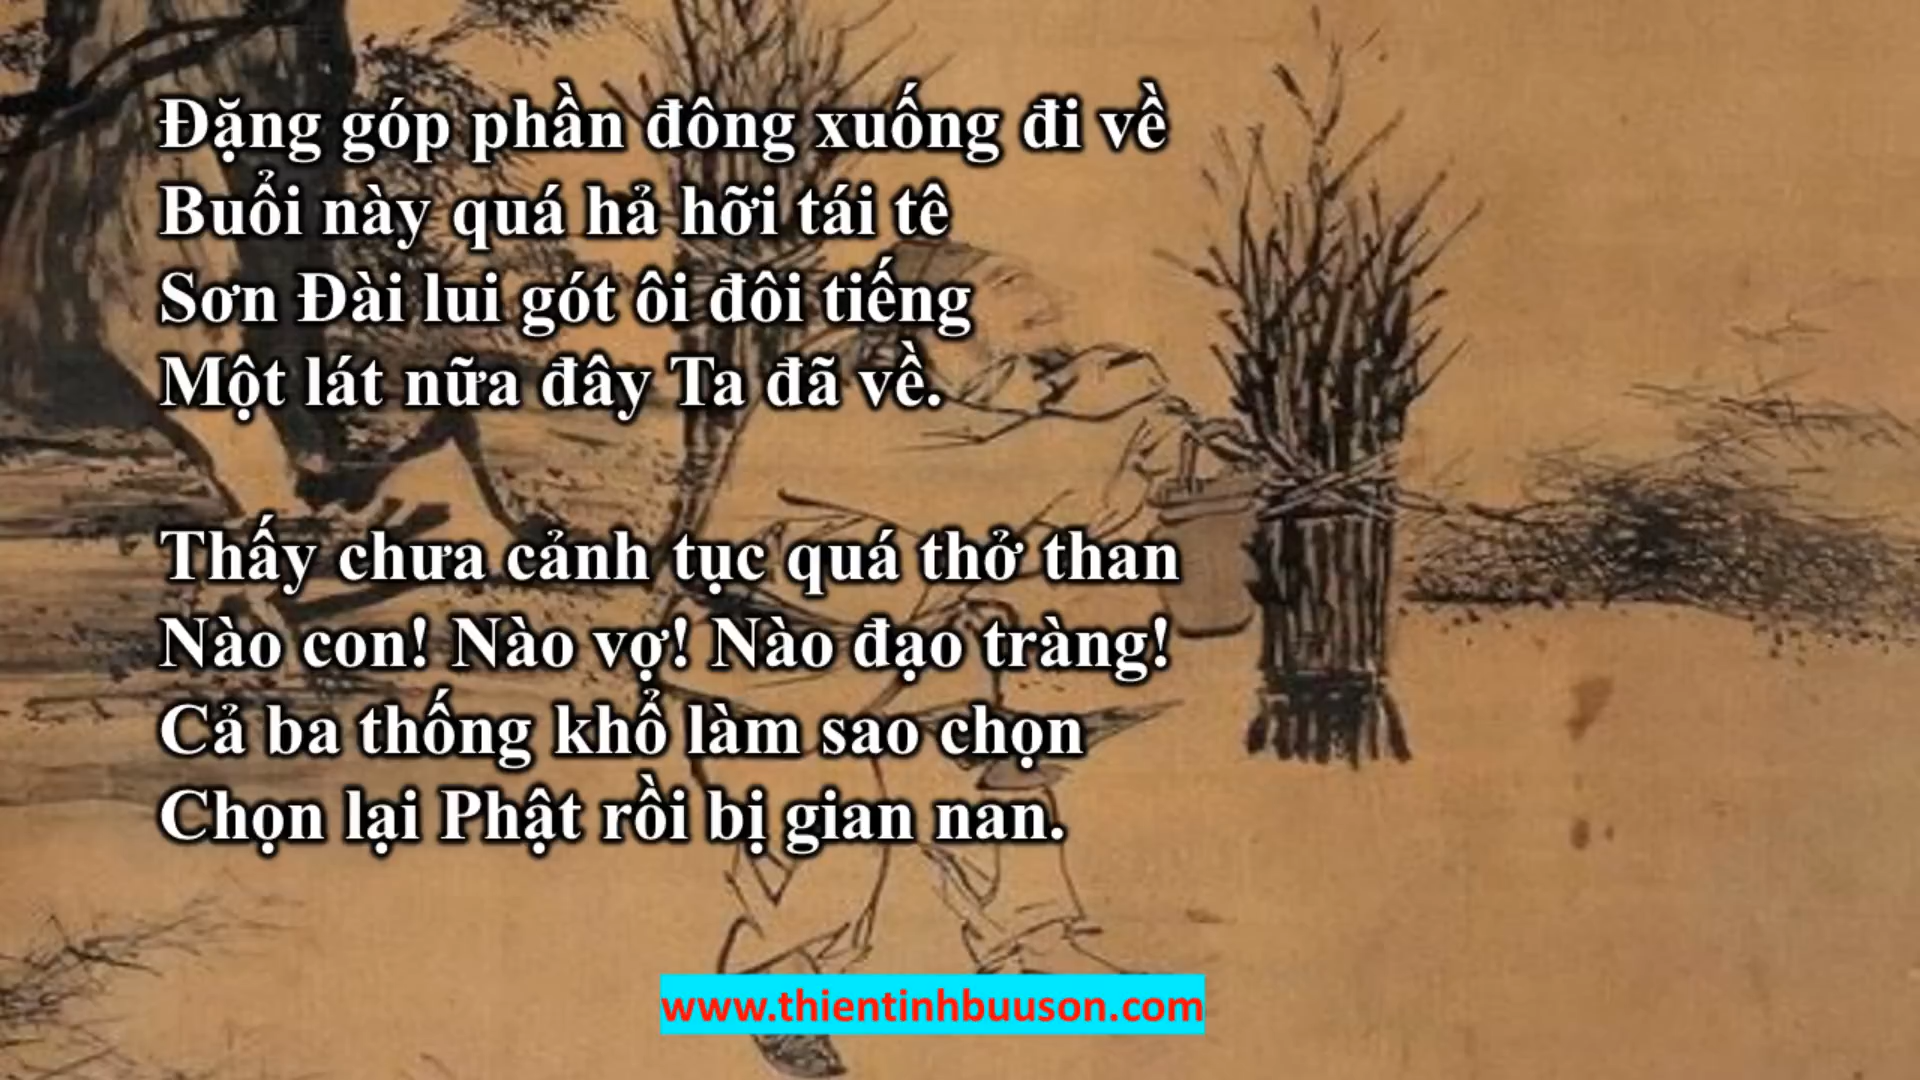 Đặng góp phần đông xuống đi về
Buổi này quá hả hỡi tái tê
Sơn Đài lui gót ôi đôi tiếng
Một lát nữa đây Ta đã về.
Thấy chưa cảnh tục quá thở than
Nào con! Nào vợ! Nào đạo tràng!
Cả ba thống khổ làm sao chọn
Chọn lại Phật rồi bị gian nan.
www.thientinhbuuson.com